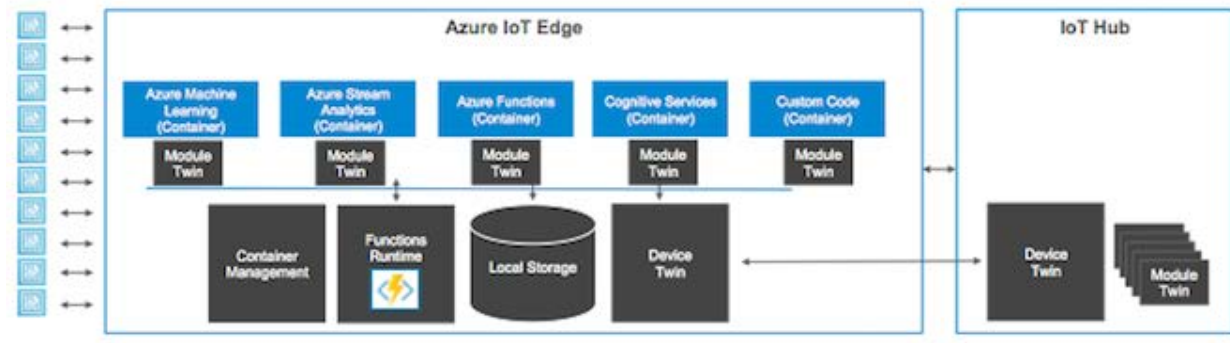 Azure IoT Edge
IoT Hub
Azure Machine
Learning
(Container)
Azure Stream
Analytics
(Container)
Azure Functions
(Container)
Cognitive Services
(Container)
Custom Code
(Container)
Module
Twin
Module
Twin
Module
Twin
Module
Twin
Module
Twin
Container
Management
Functions
Runtime
Local Storage
Device
Twin
Device
Twin
Module
Twin